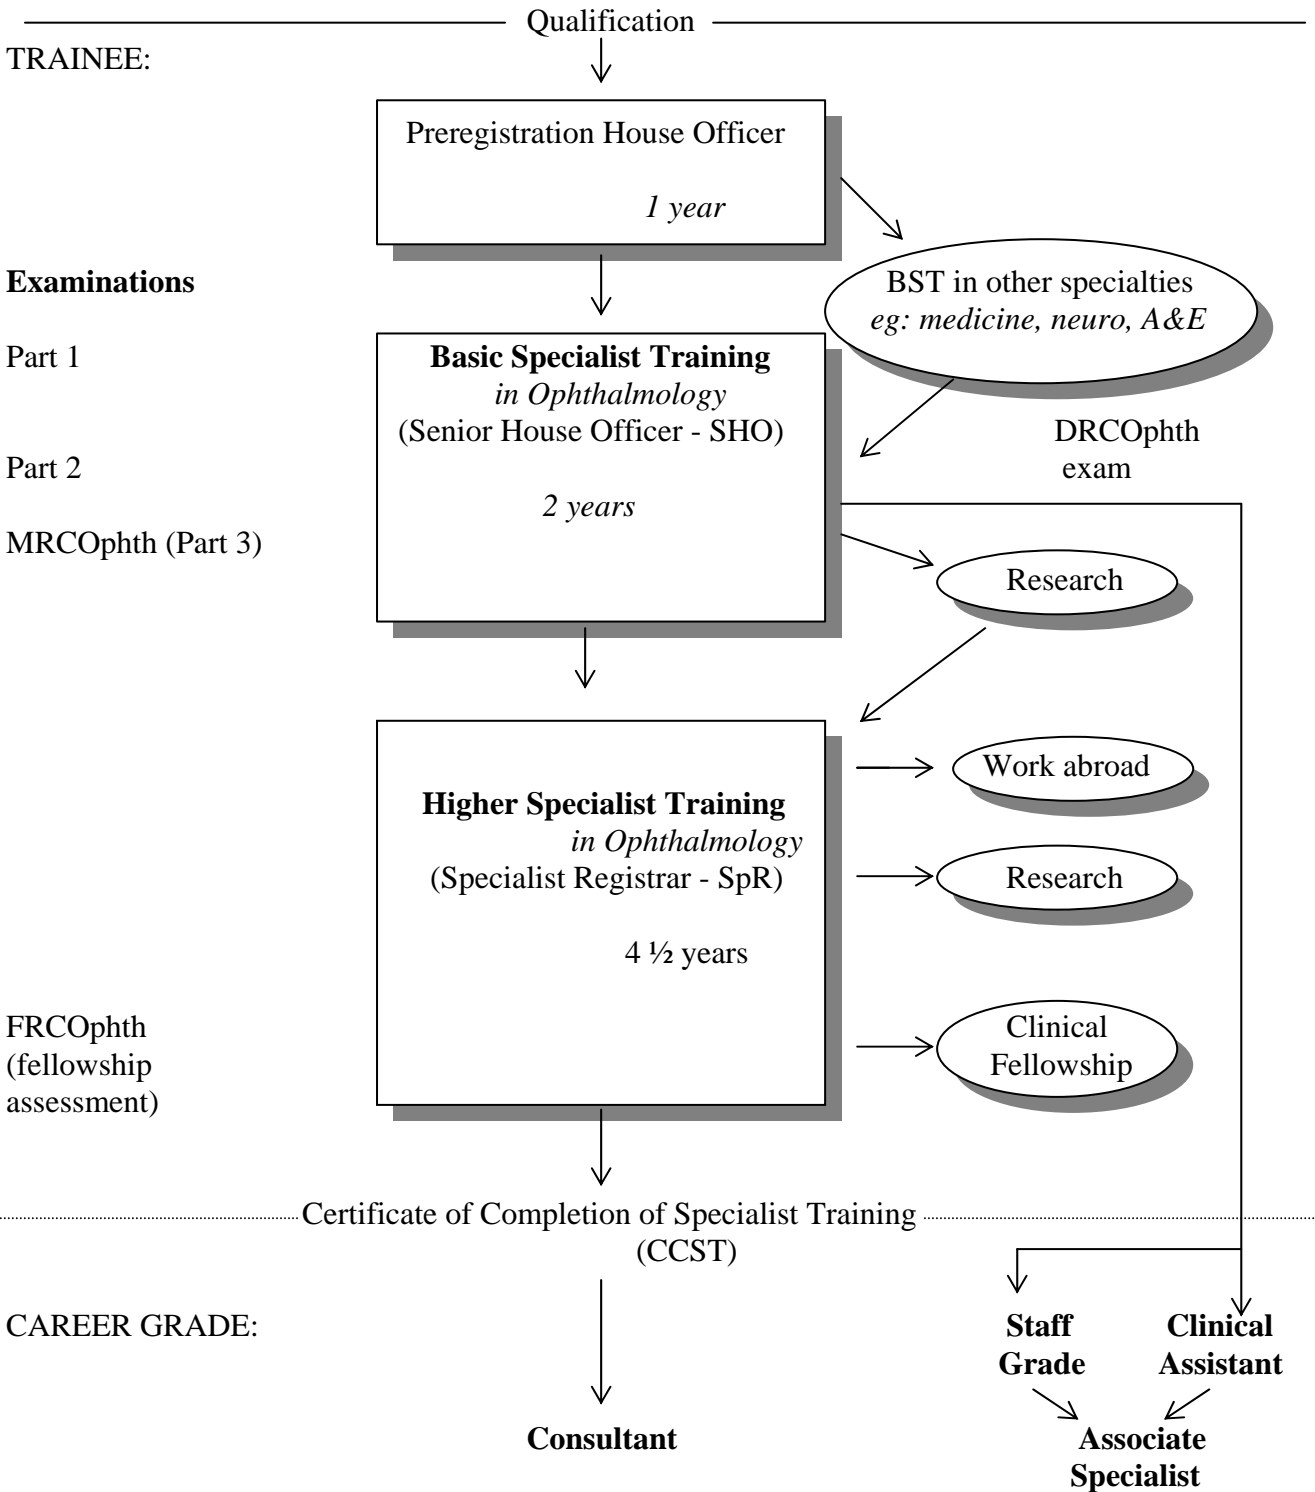 Qualification
TRAINEE:
Preregistration House Officer
1 year
Examinations
BST in other specialties
eg: medicine, neuro, A&E
Part 1
Basic Specialist Training
in Ophthalmology
(Senior House Officer - SHO)
DRCOphth
exam
Part 2
2 years
MRCOphth (Part 3)
Research
Work abroad
Higher Specialist Training
in Ophthalmology
(Specialist Registrar - SpR)
Research
4 ½ years
FRCOphth
(fellowship
assessment)
Clinical
Fellowship
Certificate of Completion of Specialist Training
(CCST)
CAREER GRADE:
Staff
Grade
Clinical
Assistant
Consultant
Associate
Specialist